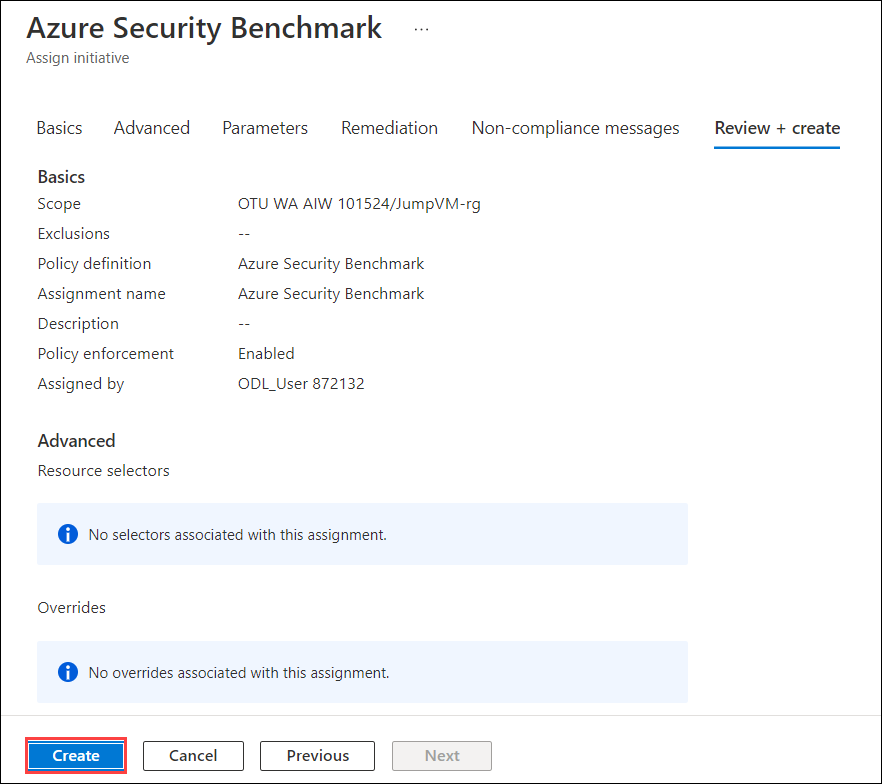 Azure Security Benchmark ...
Assign initiative
Basics Advanced Parameters Remediation Non-compliance messages Review + create
Basics
Scope OTU WA AIW 101524/JumpVM-rg
Exclusions --
Policy definition Azure Security Benchmark
Assignment name Azure Security Benchmark
Description --
Policy enforcement Enabled
Assigned by ODL_User 872132
Advanced
Resource selectors
No selectors associated with this assignment.
Overrides
No overrides associated with this assignment.
Create Cancel Previous Next